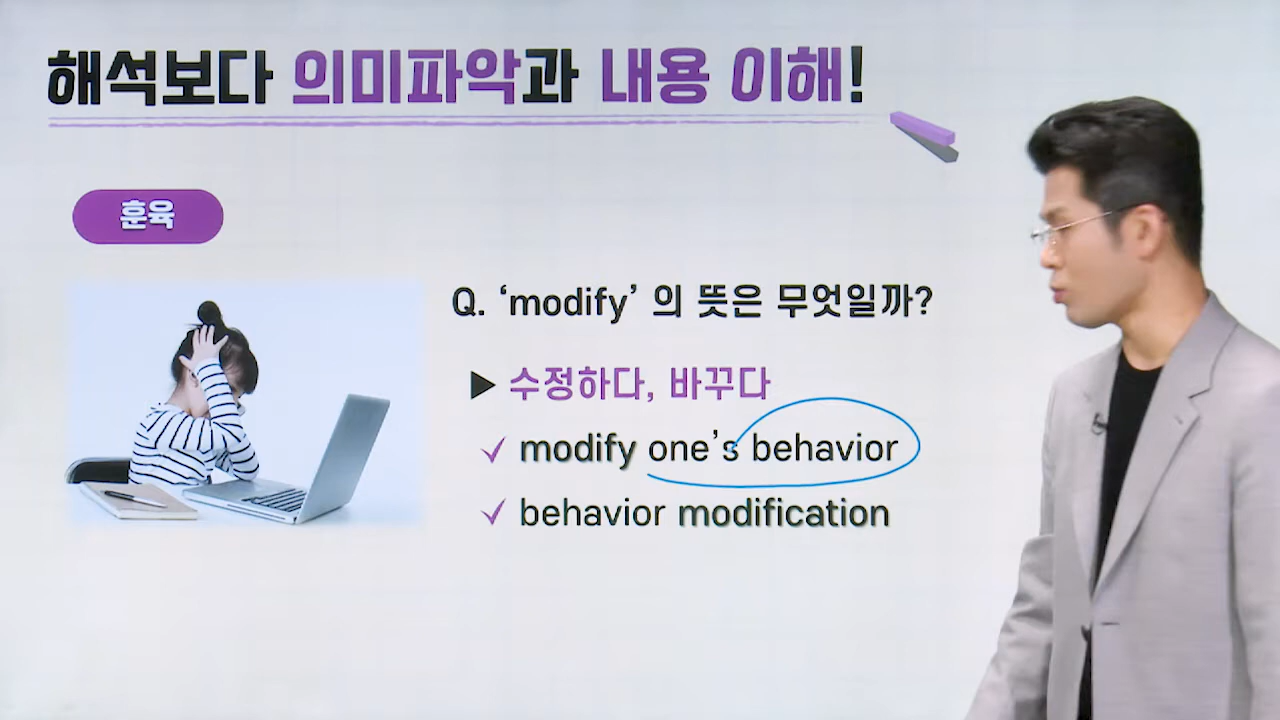 해석보다 의미파악과 내용 이해!
훈육
Q. ‘modify’ 의 뜻은 무엇일까?
▶ 수정하다, 바꾸다
✓ modify one’s behavior
✓ behavior modification